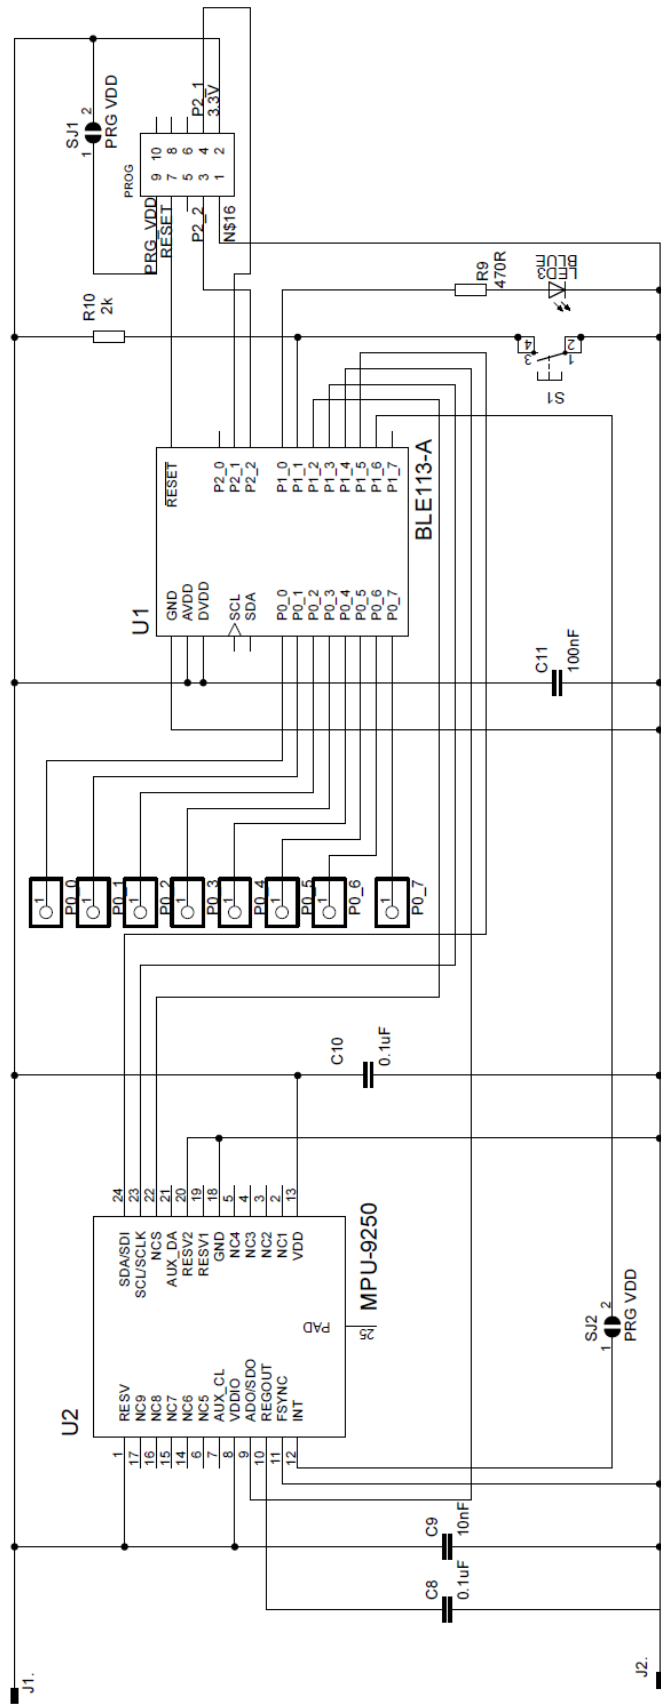 SJ1
1 2
PRG VDD
PROG
9 10
7 8
5 6
3 4
1 2
P2_1
3.3V
PRG_VDD
RESET
P2_2
N$16
R10
2k
R9
470R
LED3
BLUE
4
3
2
1
S1
RESET
P2_0
P2_1
P2_2
P1_0
P1_1
P1_2
P1_3
P1_4
P1_5
P1_6
P1_7
BLE113-A
U1
GND
AVDD
DVDD
SCL
SDA
P0_0
P0_1
P0_2
P0_3
P0_4
P0_5
P0_6
P0_7
C11
100nF
1
P0_0
1
P0_1
1
P0_2
1
P0_3
1
P0_4
1
P0_5
1
P0_6
1
P0_7
C10
0.1uF
24
23
22
21
20
19
18
5
4
3
2
13
SDA/SDI
SCL/SCLK
NCS
AUX_DA
RESV2
RESV1
GND
NC4
NC3
NC2
NC1
VDD
MPU-9250
PAD
25
U2
RESV
NC9
NC8
NC7
NC6
NC5
AUX_CL
VDDIO
ADO/SDO
REGOUT
FSYNC
INT
1
17
16
15
14
6
7
8
9
10
11
12
SJ2
1 2
PRG VDD
C9
10nF
C8
0.1uF
J1.
J2.